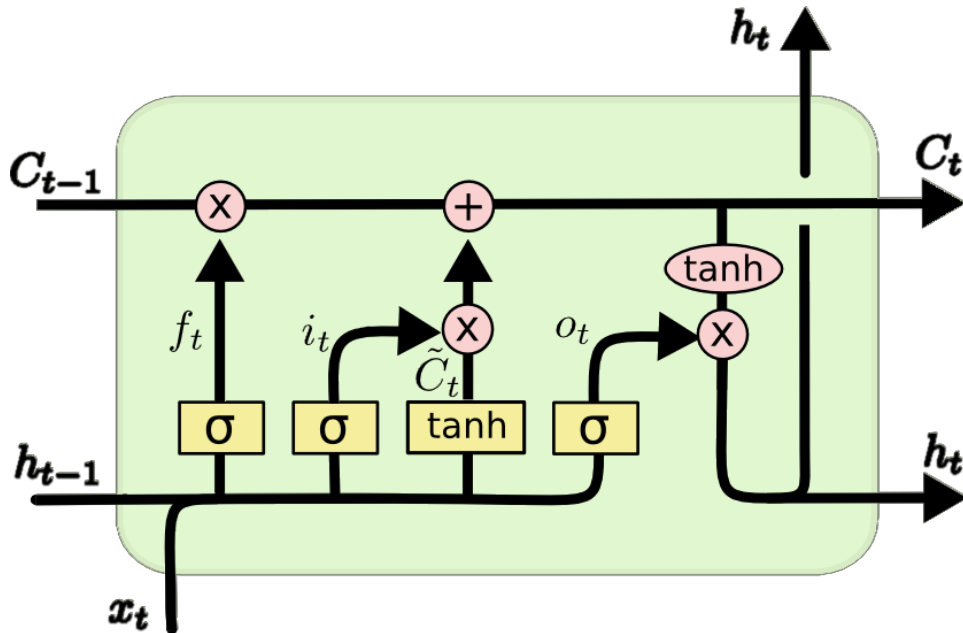 h_t
C_{t-1}
C_t
x
+
tanh
f_t
i_t
x
o_t
x
C̃_t
σ
σ
tanh
σ
h_{t-1}
h_t
x_t